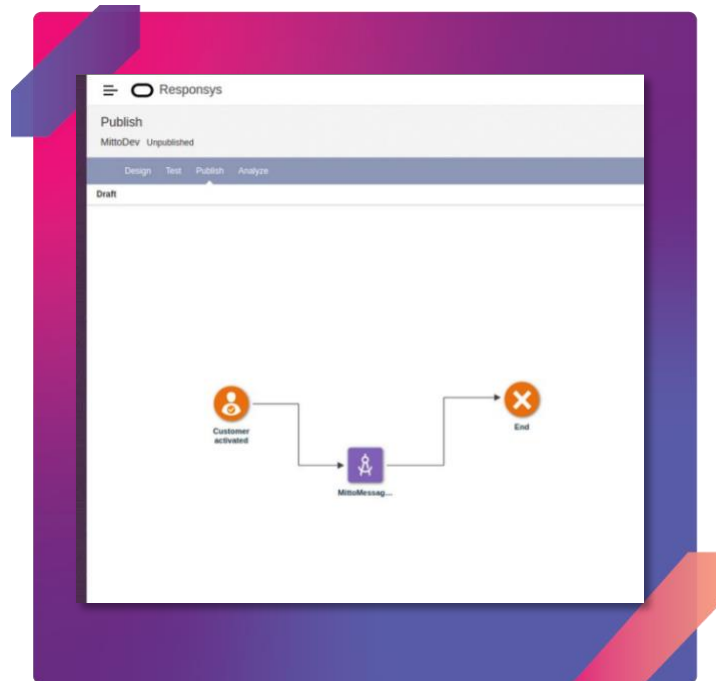 Responsys
Publish
MittoDev Unpublished
Design Test Publish Analyze
Draft
Customer
activated
MittoMessag...
End